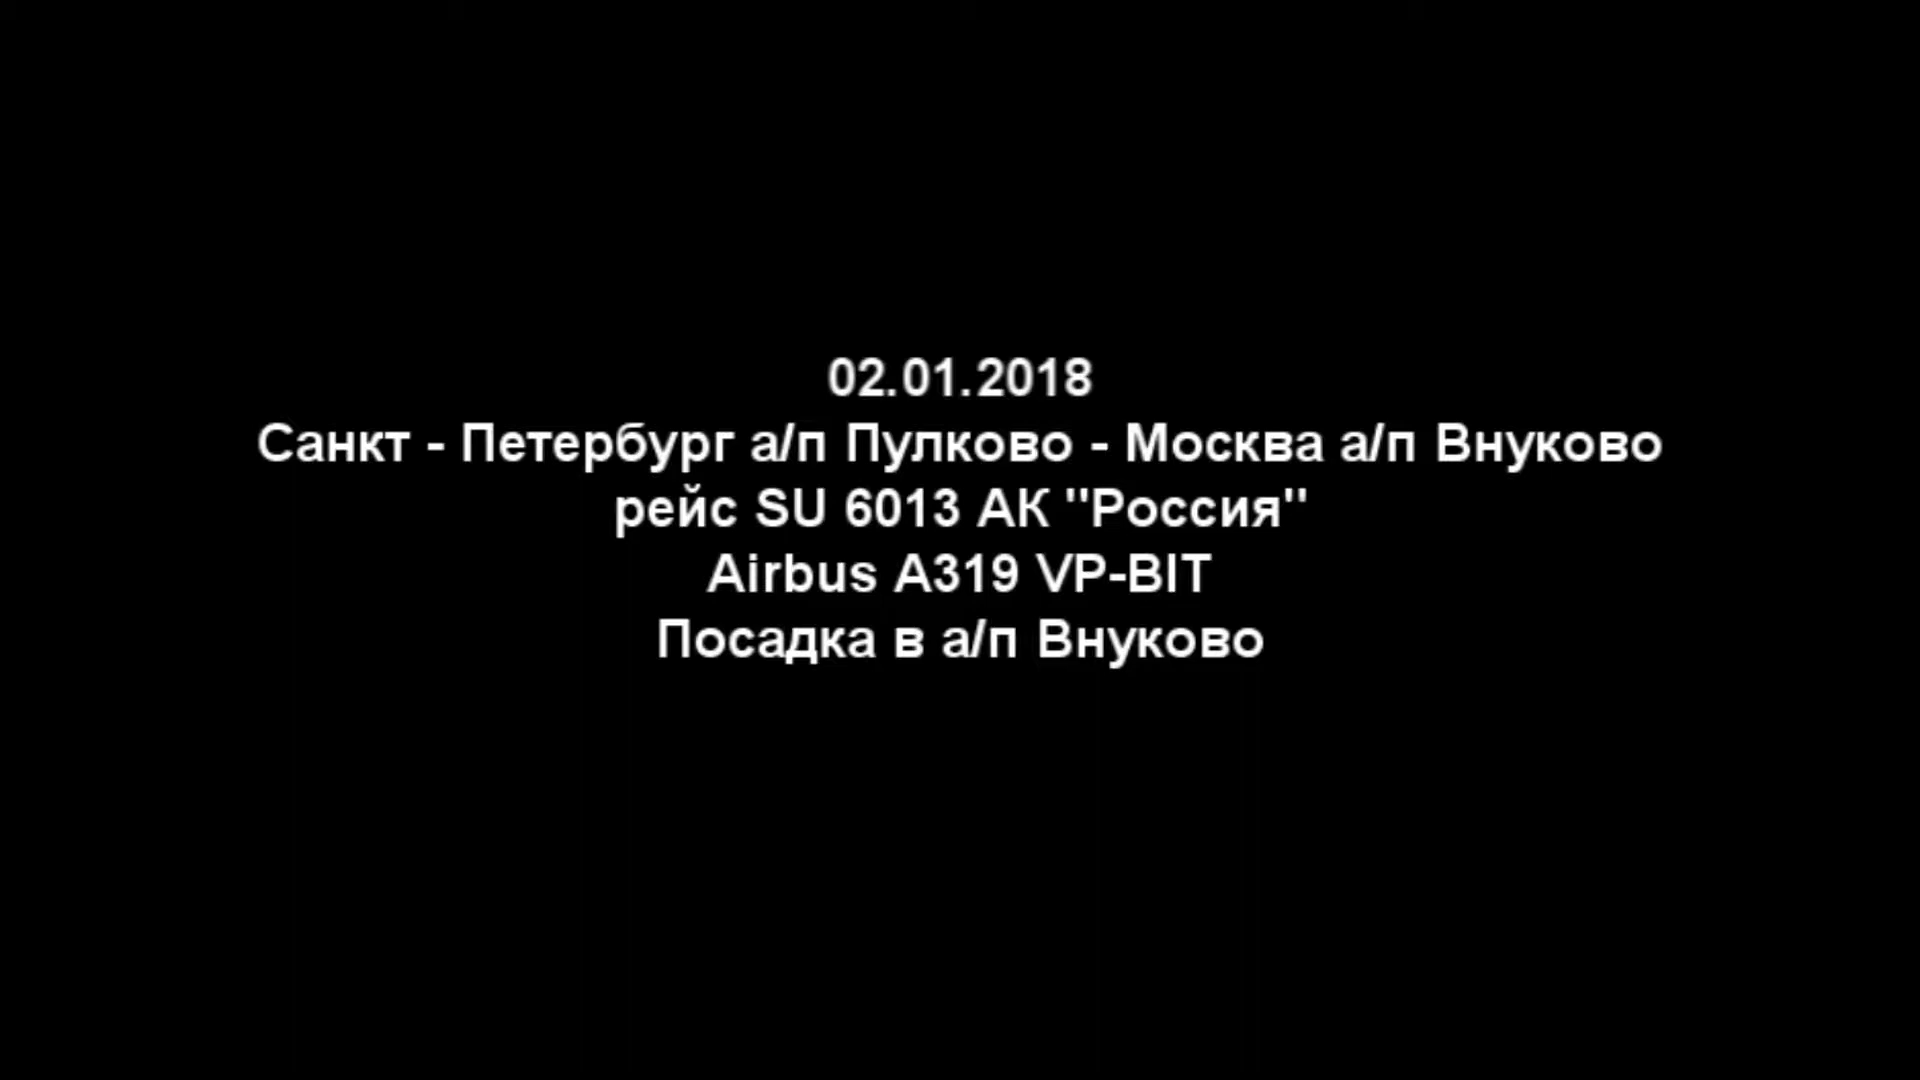 02.01.2018
Санкт - Петербург а/п Пулково - Москва а/п Внуково
рейс SU 6013 АК "Россия"
Airbus A319 VP-BIT
Посадка в а/п Внуково